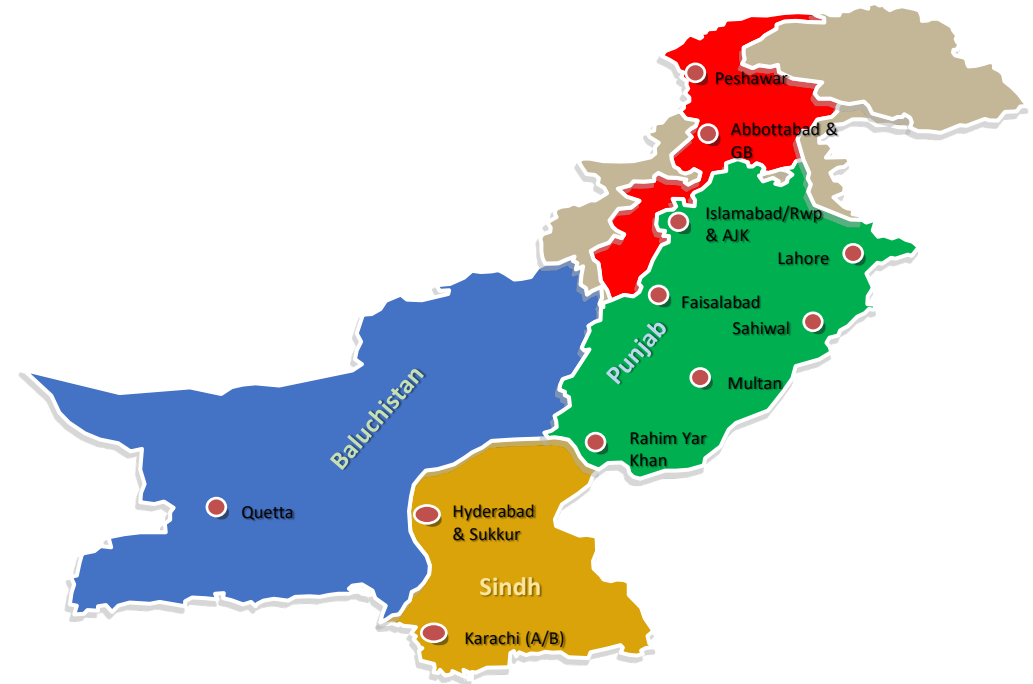 Peshawar
Abbottabad &
GB
Islamabad/Rwp
& AJK
Lahore
Faisalabad
Sahiwal
Punjab
Multan
Baluchistan
Rahim Yar
Khan
Quetta
Hyderabad
& Sukkur
Sindh
Karachi (A/B)